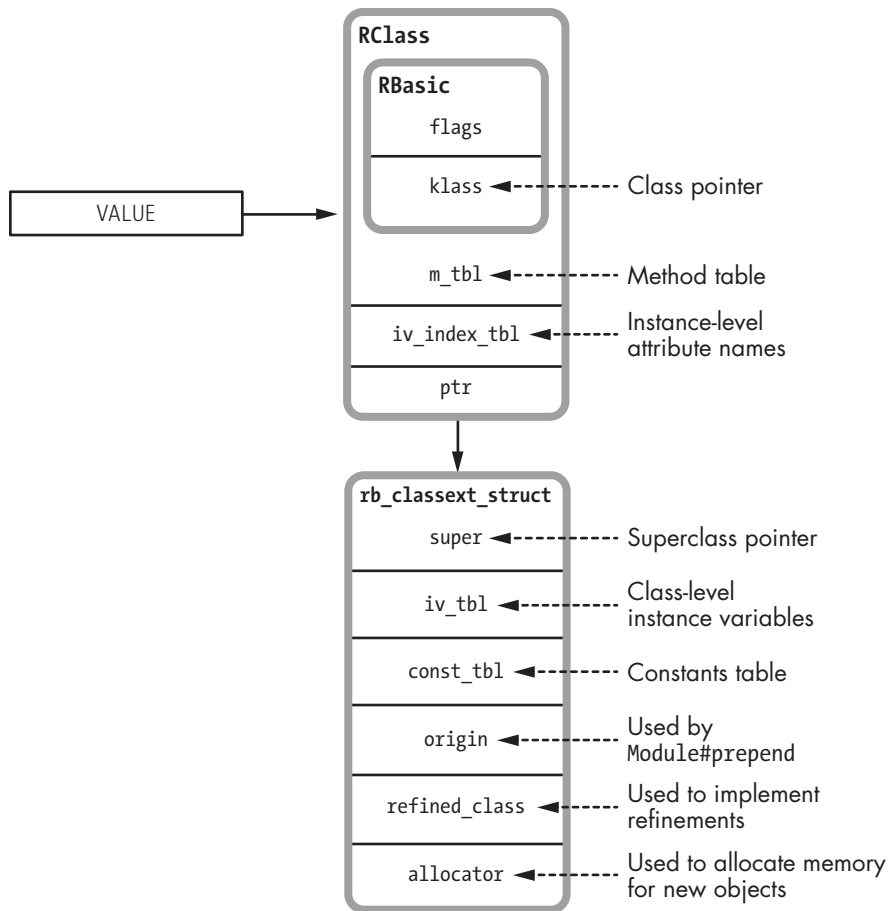 RClass
RBasic
flags
klass
Class pointer
VALUE
m_tbl
Method table
iv_index_tbl
Instance-level
attribute names
ptr
rb_classext_struct
super
Superclass pointer
iv_tbl
Class-level
instance variables
const_tbl
Constants table
origin
Used by
Module#prepend
refined_class
Used to implement
refinements
allocator
Used to allocate memory
for new objects